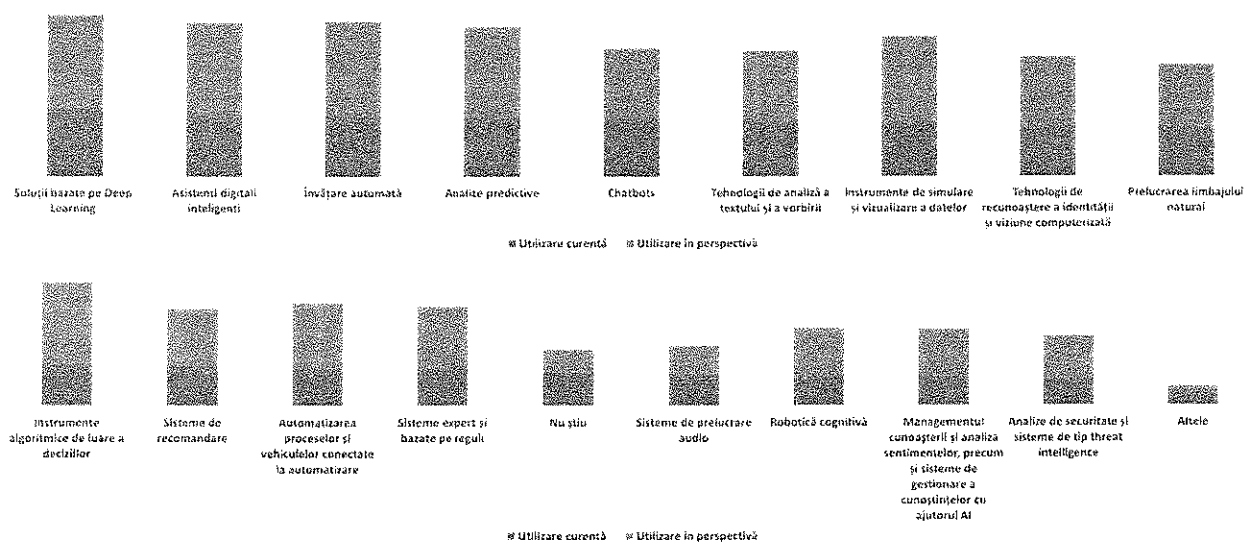 Soluții bazate pe Deep
Learning
Asistenți digitali
inteligenți
Învățare automată
Analize predictive
Chatbots
Tehnologii de analiză a
textului și a vorbirii
Instrumente de simulare
și vizualizare a datelor
Tehnologii de
recunoaștere a identității
și viziune computerizată
Prelucrarea limbajului
natural
Utilizare curentă
Utilizare în perspectivă
Instrumente
algoritmice de luare a
deciziilor
Sisteme de
recomandare
Automatizarea
proceselor și
vehiculelor conectate
la automatizare
Sisteme expert și
bazate pe reguli
Nu știu
Sisteme de prelucrare
audio
Robotică cognitivă
Managementul
cunoașterii și analiza
sentimentelor, precum
și sisteme de
gestionare a
cunoștințelor cu
ajutorul AI
Analize de securitate și
sisteme de tip threat
intelligence
Altele
Utilizare curentă
Utilizare în perspectivă